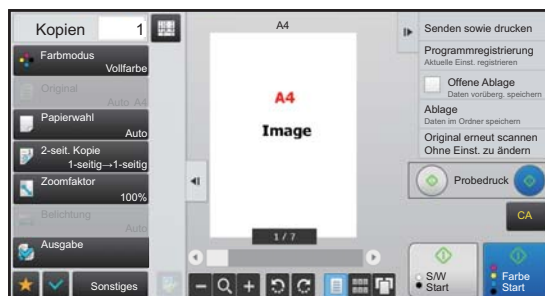 Kopien 1
Farbmodus
Vollfarbe
Original
Auto A4
Papierwahl
Auto
2-seit. Kopie
1-seitig→1-seitig
Zoomfaktor
100%
Belichtung
Auto
Ausgabe
Sonstiges
A4
A4
Image
1 / 7
Senden sowie drucken
Programmregistrierung
Aktuelle Einst. registrieren
Offene Ablage
Daten vorüberg. speichern
Ablage
Daten im Ordner speichern
Original erneut scannen
Ohne Einst. zu ändern
Probedruck
CA
S/W
Start
Farbe
Start